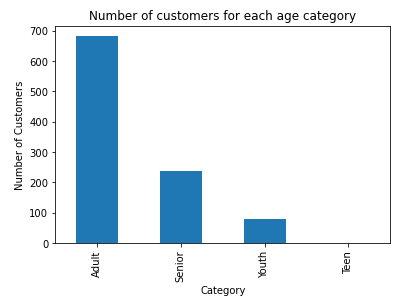 Number of customers for each age category
Number of Customers
700
600
500
400
300
200
100
0
Adult
Senior
Youth
Teen
Category